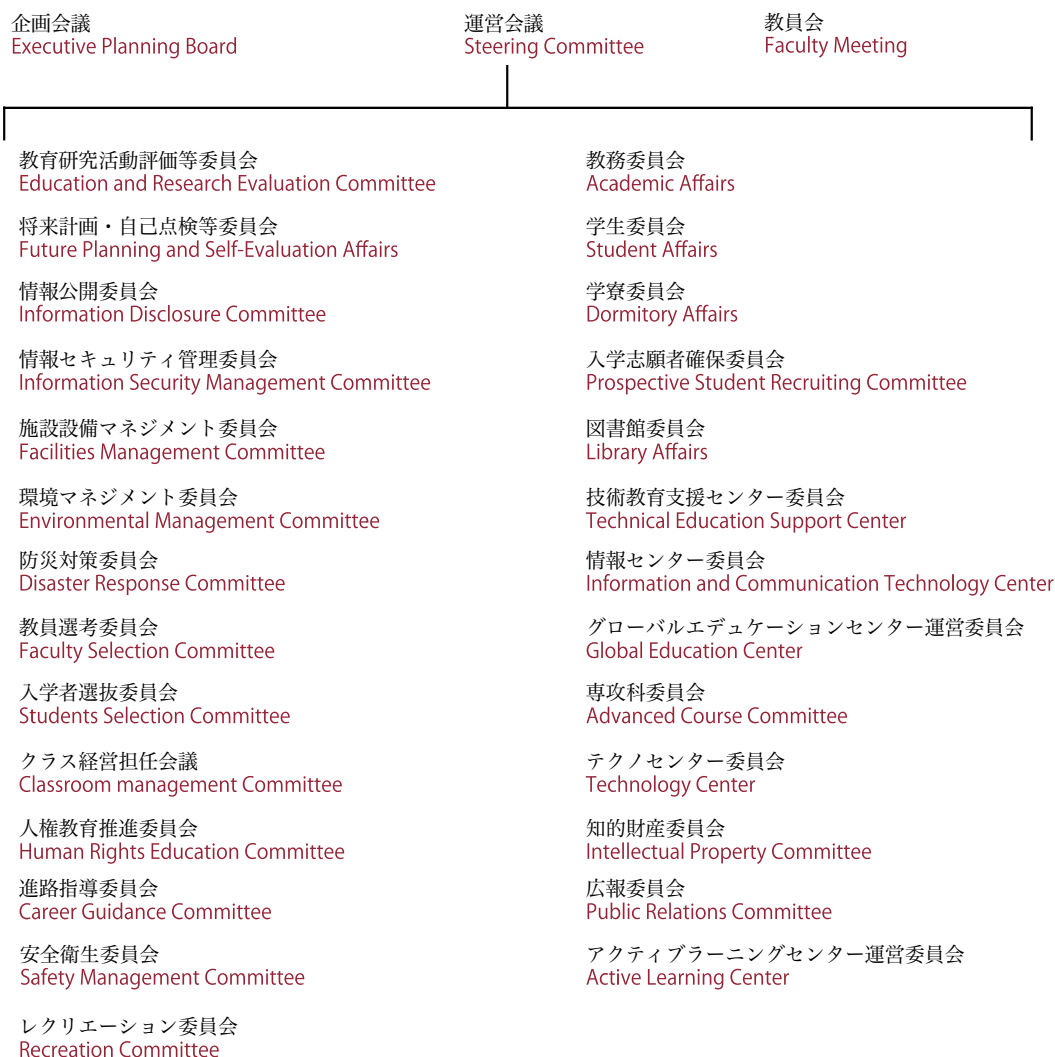 企画会議
Executive Planning Board
運営会議
Steering Committee
教員会
Faculty Meeting
教育研究活動評価等委員会
Education and Research Evaluation Committee
将来計画・自己点検等委員会
Future Planning and Self-Evaluation Affairs
情報公開委員会
Information Disclosure Committee
情報セキュリティ管理委員会
Information Security Management Committee
施設設備マネジメント委員会
Facilities Management Committee
環境マネジメント委員会
Environmental Management Committee
防災対策委員会
Disaster Response Committee
教員選考委員会
Faculty Selection Committee
入学者選抜委員会
Students Selection Committee
クラス経営担任会議
Classroom management Committee
人権教育推進委員会
Human Rights Education Committee
進路指導委員会
Career Guidance Committee
安全衛生委員会
Safety Management Committee
レクリエーション委員会
Recreation Committee
教務委員会
Academic Affairs
学生委員会
Student Affairs
学寮委員会
Dormitory Affairs
入学志願者確保委員会
Prospective Student Recruiting Committee
図書館委員会
Library Affairs
技術教育支援センター委員会
Technical Education Support Center
情報センター委員会
Information and Communication Technology Center
グローバルエデュケーションセンター運営委員会
Global Education Center
専攻科委員会
Advanced Course Committee
テクノセンター委員会
Technology Center
知的財産委員会
Intellectual Property Committee
広報委員会
Public Relations Committee
アクティブラーニングセンター運営委員会
Active Learning Center